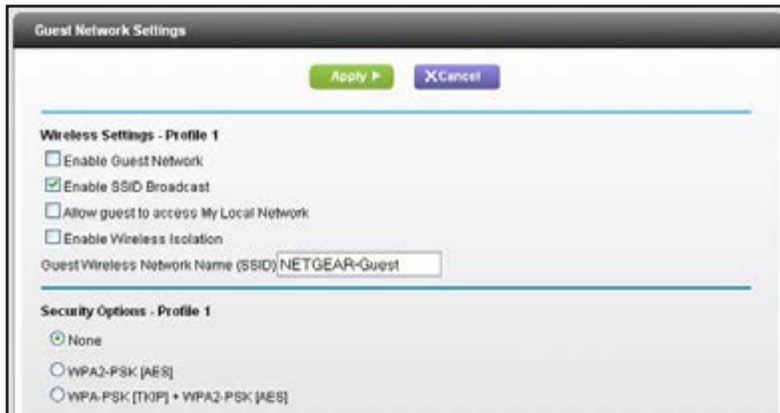 Guest Network Settings
Apply
XCancel
Wireless Settings - Profile 1
Enable Guest Network
Enable SSID Broadcast
Allow guest to access My Local Network
Enable Wireless Isolation
Guest Wireless Network Name (SSID) NETGEAR-Guest
Security Options - Profile 1
None
WPA2-PSK [AES]
WPA-PSK [TKIP] + WPA2-PSK [AES]